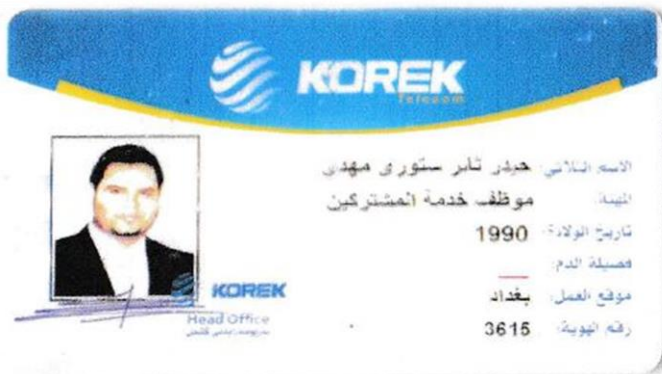 KOREK
Telecom
الاسم الثلاثي: حيدر ثائر ستوري مهدي
المهنة: موظف خدمة المشتركين
تاريخ الولادة: 1990
فصيلة الدم:
موقع العمل: بغداد
رقم الهوية: 3615
KOREK
Head Office